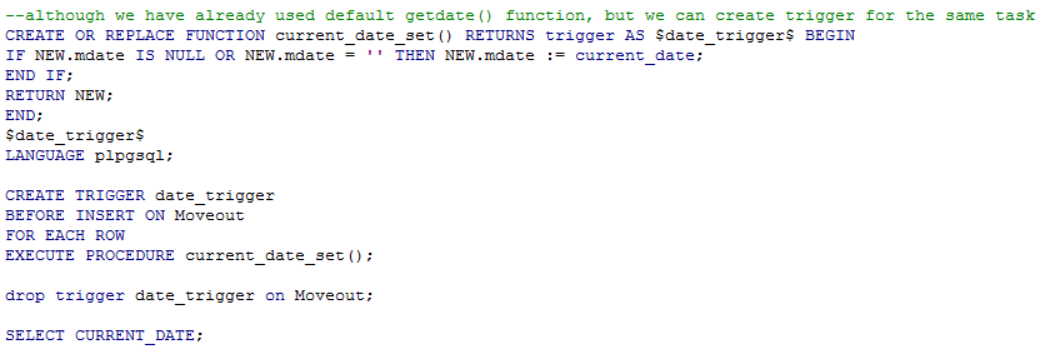 --although we have already used default getdate() function, but we can create trigger for the same task
CREATE OR REPLACE FUNCTION current_date_set() RETURNS trigger AS $date_trigger$ BEGIN
IF NEW.mdate IS NULL OR NEW.mdate = '' THEN NEW.mdate := current_date;
END IF;
RETURN NEW;
END;
$date_trigger$
LANGUAGE plpgsql;
CREATE TRIGGER date_trigger
BEFORE INSERT ON Moveout
FOR EACH ROW
EXECUTE PROCEDURE current_date_set();
drop trigger date_trigger on Moveout;
SELECT CURRENT_DATE;